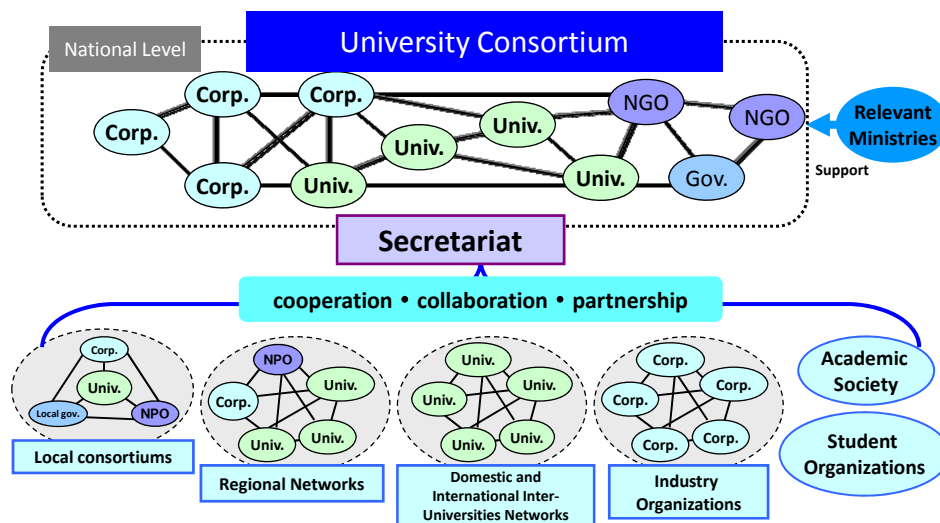 National Level
University Consortium
Corp.
Corp.
NGO
Univ.
NGO
Relevant
Ministries
Corp.
Univ.
Corp.
Univ.
Univ.
Gov.
Support
Secretariat
cooperation・collaboration・partnership
Corp.
Univ.
Local gov.
NPO
Local consortiums
NPO
Univ.
Corp.
Univ.
Univ.
Regional Networks
Univ.
Univ.
Univ.
Univ.
Univ.
Domestic and
International Inter-
Universities Networks
Corp.
Corp.
Corp.
Corp.
Corp.
Industry
Organizations
Academic
Society
Student
Organizations